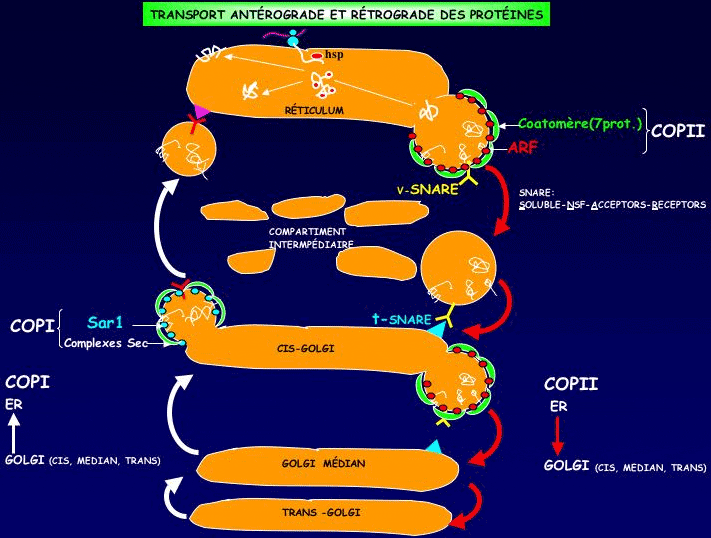 TRANSPORT ANTÉROGRADE ET RÉTROGRADE DES PROTÉINES
hsp
RÉTICULUM
Coatomère(7prot.)
COPII
ARF
v-SNARE
SNARE:
SOLUBLE-NSF-ACCEPTORS-RECEPTORS
COMPARTIMENT
INTERMPÉDIAIRE
t-SNARE
COPI
Sar1
Complexes Sec
CIS-GOLGI
COPI
ER
GOLGI (CIS, MEDIAN, TRANS)
COPII
ER
GOLGI (CIS, MEDIAN, TRANS)
GOLGI MÉDIAN
TRANS -GOLGI